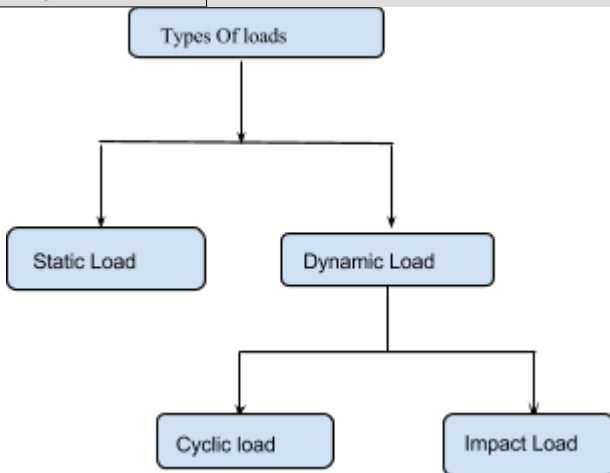 Types Of loads
Static Load
Dynamic Load
Cyclic load
Impact Load